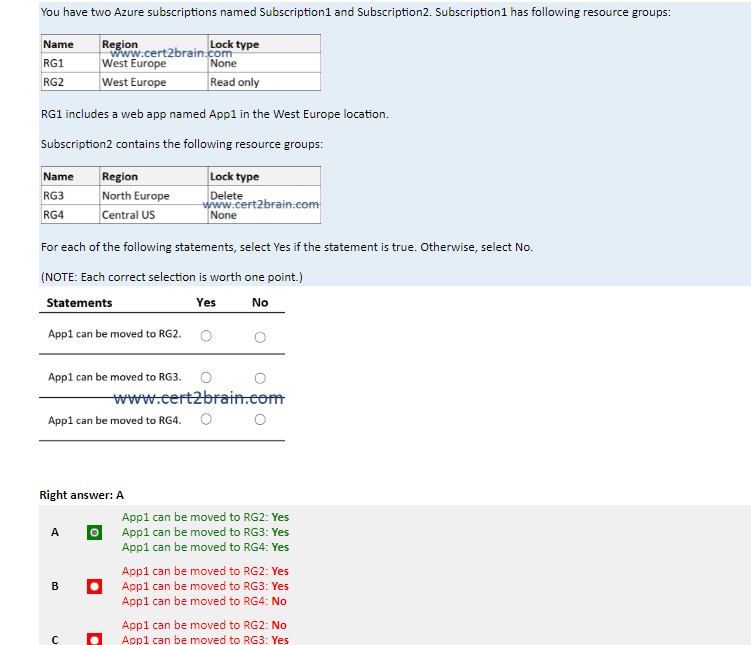 You have two Azure subscriptions named Subscription1 and Subscription2. Subscription1 has following resource groups:
Name Region Lock type
www.cert2brain.com
RG1 West Europe None
RG2 West Europe Read only
RG1 includes a web app named App1 in the West Europe location.
Subscription2 contains the following resource groups:
Name Region Lock type
RG3 North Europe Delete
www.cert2brain.com
RG4 Central US None
For each of the following statements, select Yes if the statement is true. Otherwise, select No.
(NOTE: Each correct selection is worth one point.)
Statements Yes No
App1 can be moved to RG2.
App1 can be moved to RG3.
www.cert2brain.com
App1 can be moved to RG4.
Right answer: A
App1 can be moved to RG2: Yes
A App1 can be moved to RG3: Yes
App1 can be moved to RG4: Yes
App1 can be moved to RG2: Yes
B App1 can be moved to RG3: Yes
App1 can be moved to RG4: No
App1 can be moved to RG2: No
C App1 can be moved to RG3: Yes